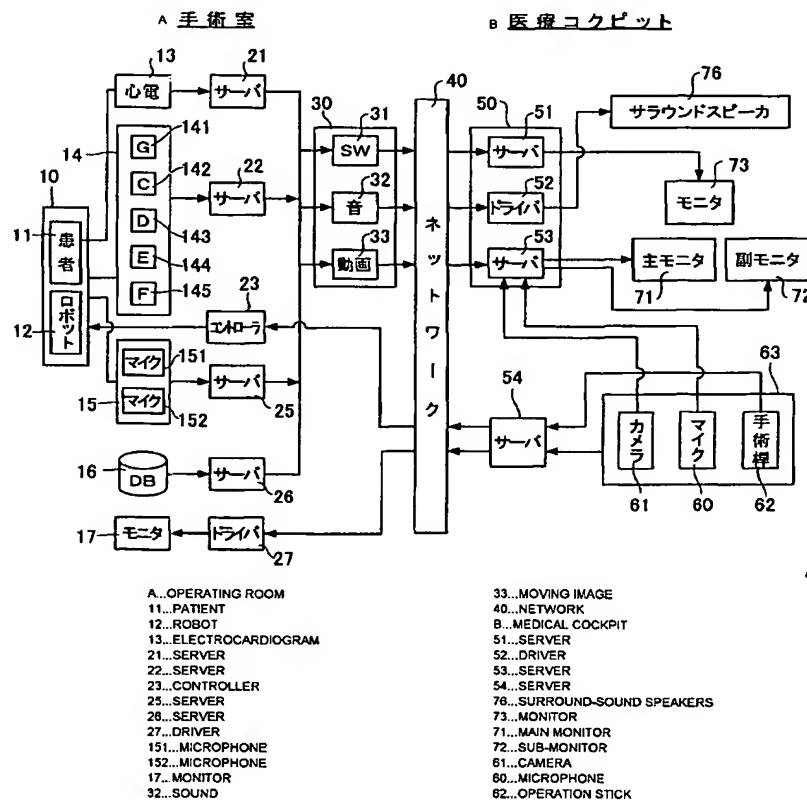 A 手術室
B 医療コクピット
13
心電
21
サーバ
14
G
141
C
142
D
143
E
144
F
145
22
サーバ
10
11
患者
12
ロボット
23
コントローラ
15
マイク
151
マイク
152
サーバ
25
16
DB
サーバ
26
17
モニタ
ドライバ
27
30
31
SW
32
音
33
動画
40
ネットワーク
50
51
サーバ
52
ドライバ
53
サーバ
54
サーバ
76
サラウンドスピーカ
73
モニタ
主モニタ
71
副モニタ
72
63
カメラ
61
マイク
60
手術桿
62
A...OPERATING ROOM
11...PATIENT
12...ROBOT
13...ELECTROCARDIOGRAM
21...SERVER
22...SERVER
23...CONTROLLER
25...SERVER
26...SERVER
27...DRIVER
151...MICROPHONE
152...MICROPHONE
17...MONITOR
32...SOUND
33...MOVING IMAGE
40...NETWORK
B...MEDICAL COCKPIT
51...SERVER
52...DRIVER
53...SERVER
54...SERVER
76...SURROUND-SOUND SPEAKERS
73...MONITOR
71...MAIN MONITOR
72...SUB-MONITOR
61...CAMERA
60...MICROPHONE
62...OPERATION STICK